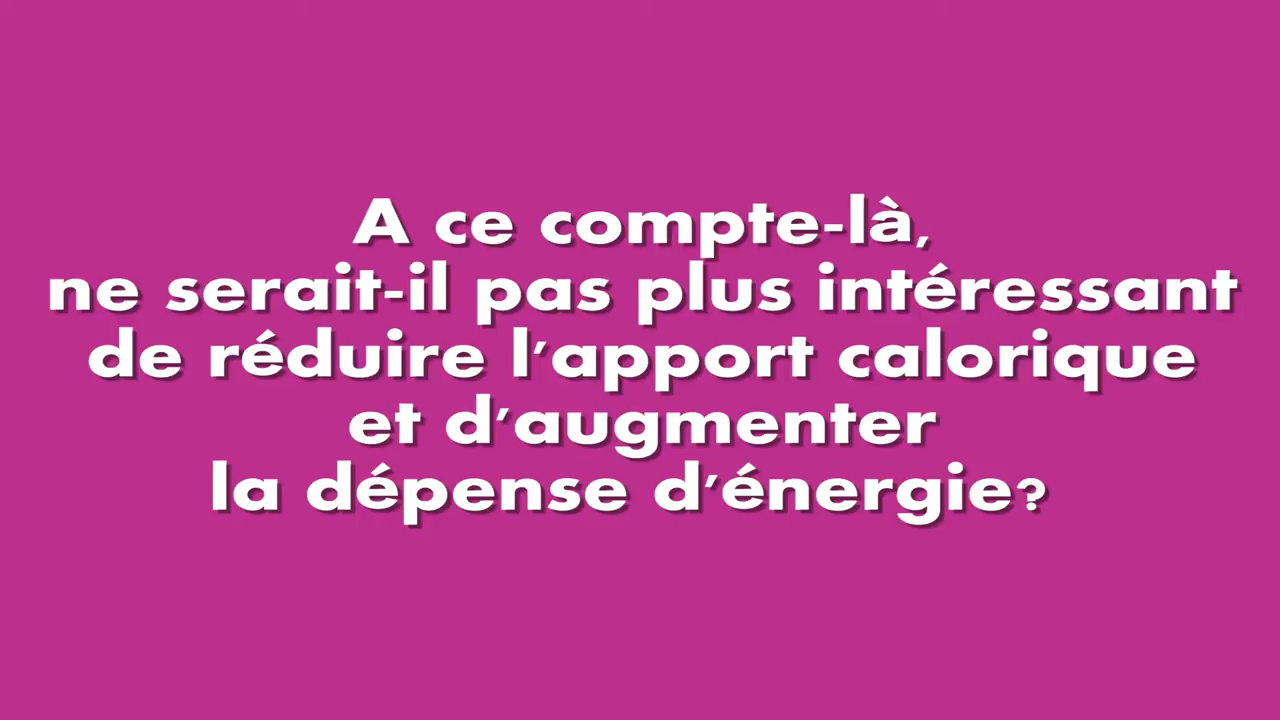 A ce compte-là,
ne serait-il pas plus intéressant
de réduire l'apport calorique
et d'augmenter
la dépense d'énergie?